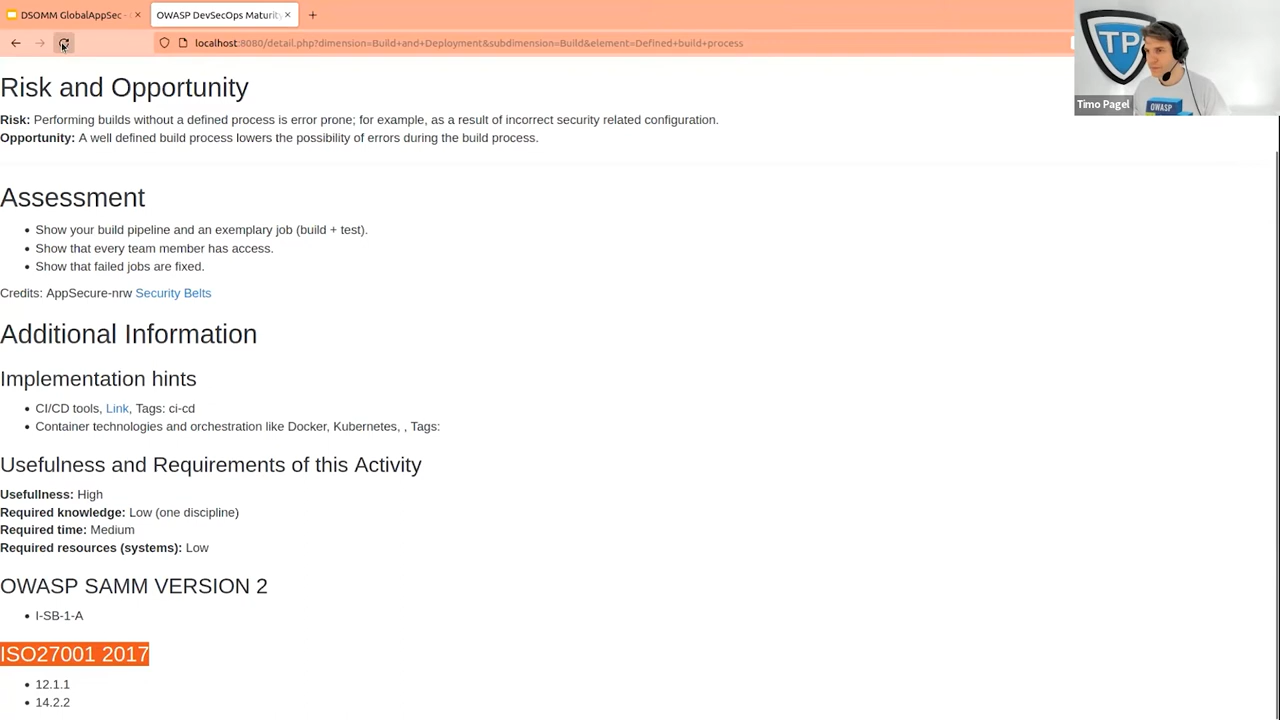 DSOMM GlobalAppSec -
OWASP DevSecOps Maturity
localhost:8080/detail.php?dimension=Build+and+Deployment&subdimension=Build&element=Defined+build+process
TP
OWASP
Timo Pagel
Risk and Opportunity
Risk: Performing builds without a defined process is error prone; for example, as a result of incorrect security related configuration.
Opportunity: A well defined build process lowers the possibility of errors during the build process.
Assessment
• Show your build pipeline and an exemplary job (build + test).
• Show that every team member has access.
• Show that failed jobs are fixed.
Credits: AppSecure-nrw Security Belts
Additional Information
Implementation hints
• CI/CD tools, Link, Tags: ci-cd
• Container technologies and orchestration like Docker, Kubernetes, , Tags:
Usefulness and Requirements of this Activity
Usefullness: High
Required knowledge: Low (one discipline)
Required time: Medium
Required resources (systems): Low
OWASP SAMM VERSION 2
• I-SB-1-A
ISO27001 2017
• 12.1.1
• 14.2.2